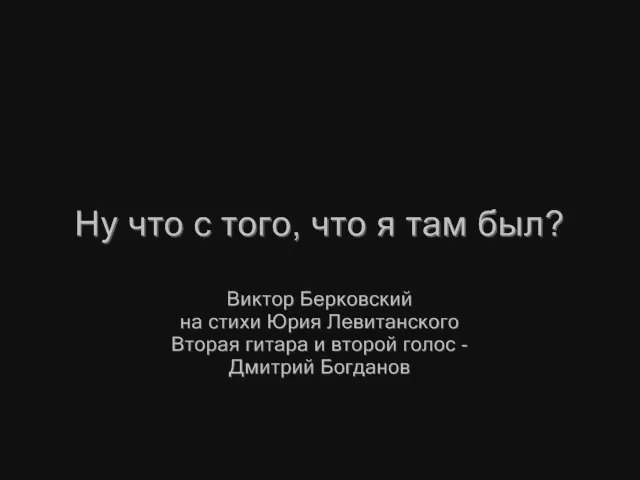 Ну что с того, что я там был?
Виктор Берковский
на стихи Юрия Левитанского
Вторая гитара и второй голос -
Дмитрий Богданов